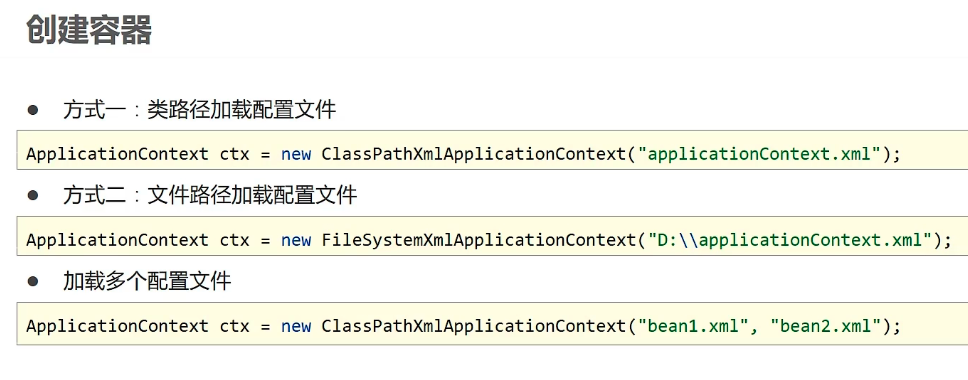 创建容器
● 方式一：类路径加载配置文件
ApplicationContext ctx = new ClassPathXmlApplicationContext("applicationContext.xml");
● 方式二：文件路径加载配置文件
ApplicationContext ctx = new FileSystemXmlApplicationContext("D:\\applicationContext.xml");
● 加载多个配置文件
ApplicationContext ctx = new ClassPathXmlApplicationContext("bean1.xml", "bean2.xml");